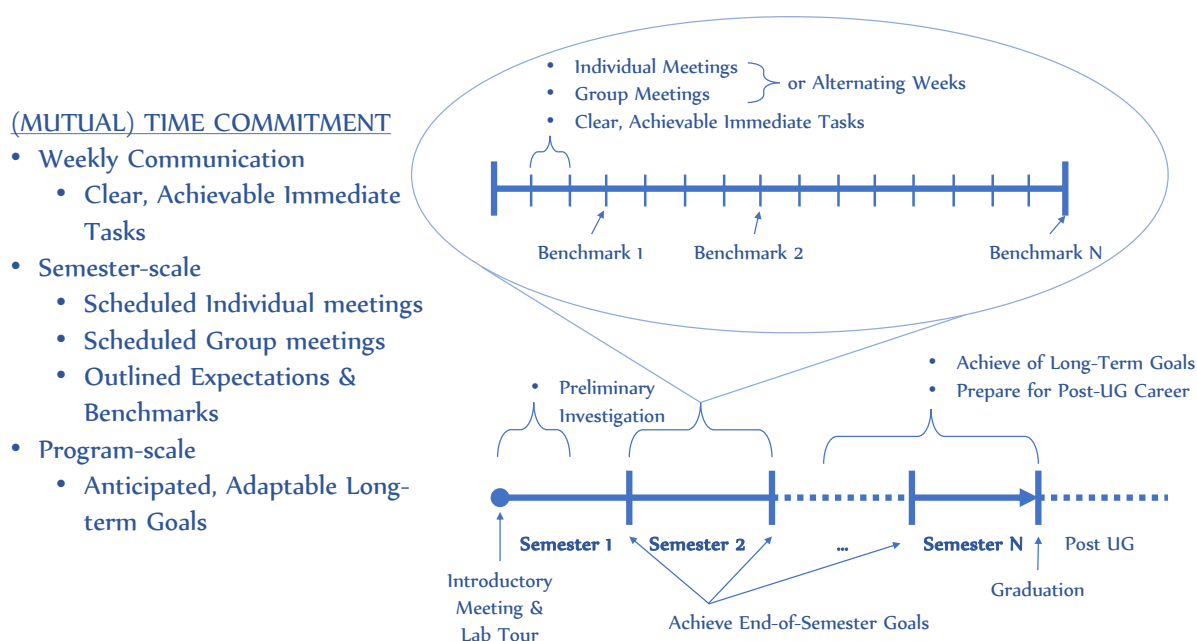 (MUTUAL) TIME COMMITMENT
• Weekly Communication
• Clear, Achievable Immediate
Tasks
• Semester-scale
• Scheduled Individual meetings
• Scheduled Group meetings
• Outlined Expectations &
Benchmarks
• Program-scale
• Anticipated, Adaptable Long-
term Goals
• Individual Meetings
• Group Meetings
or Alternating Weeks
• Clear, Achievable Immediate Tasks
Benchmark 1
Benchmark 2
Benchmark N
• Preliminary
Investigation
• Achieve of Long-Term Goals
• Prepare for Post-UG Career
Semester 1
Semester 2
...
Semester N
Post UG
Introductory
Meeting &
Lab Tour
Achieve End-of-Semester Goals
Graduation